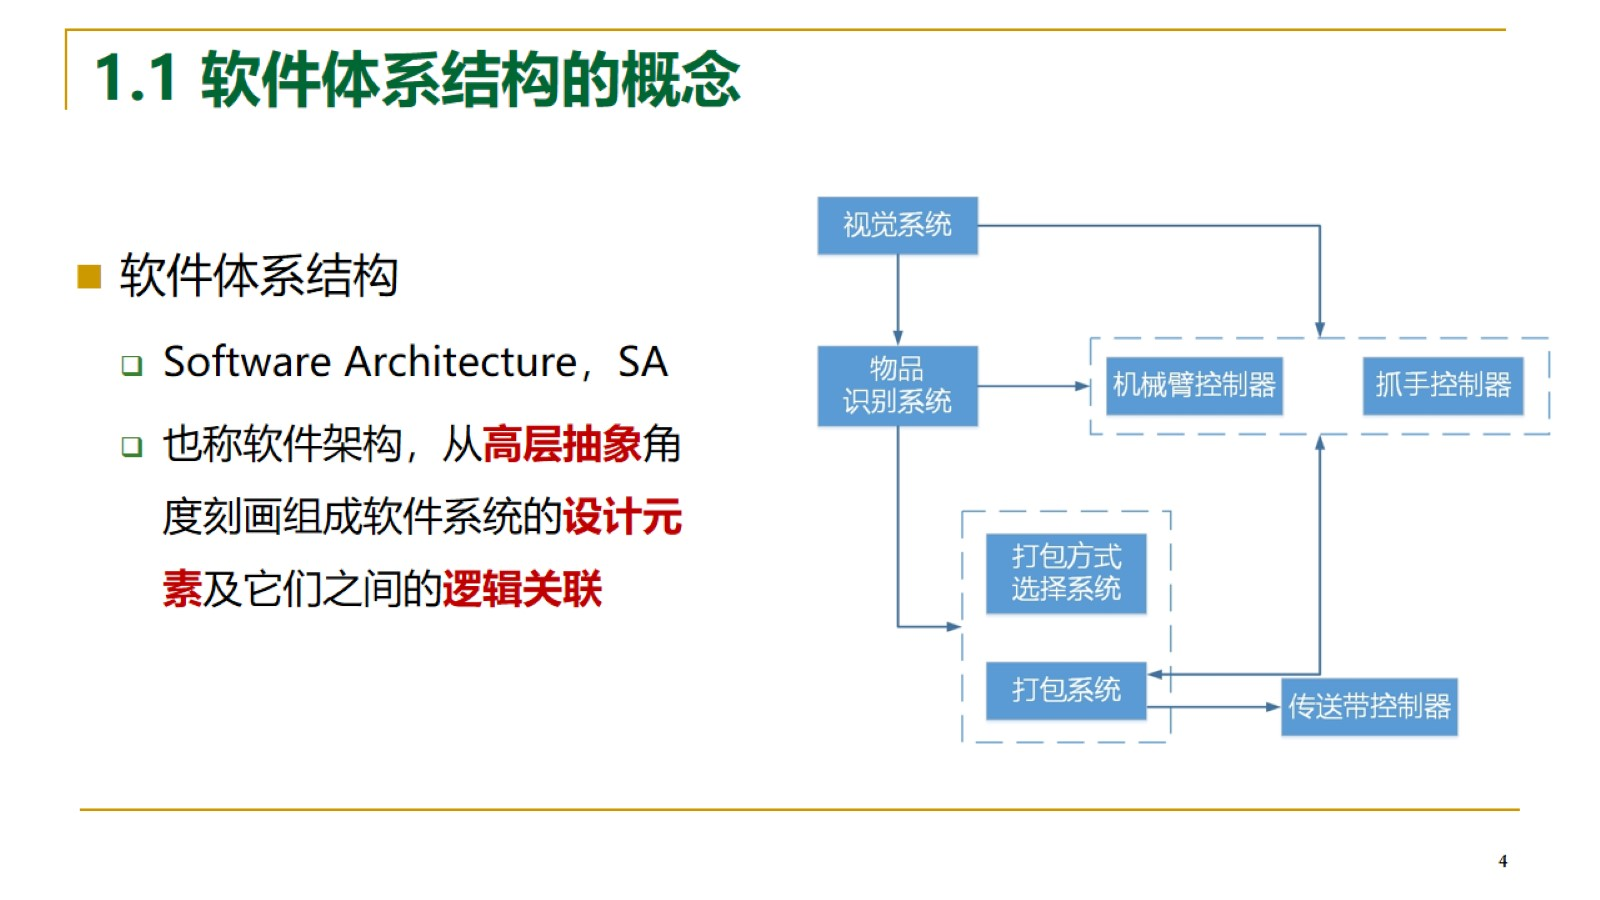 1.1 软件体系结构的概念
软件体系结构
Software Architecture，SA
也称软件架构，从高层抽象角
度刻画组成软件系统的设计元
素及它们之间的逻辑关联
视觉系统
物品
识别系统
机械臂控制器
抓手控制器
打包方式
选择系统
打包系统
传送带控制器
4